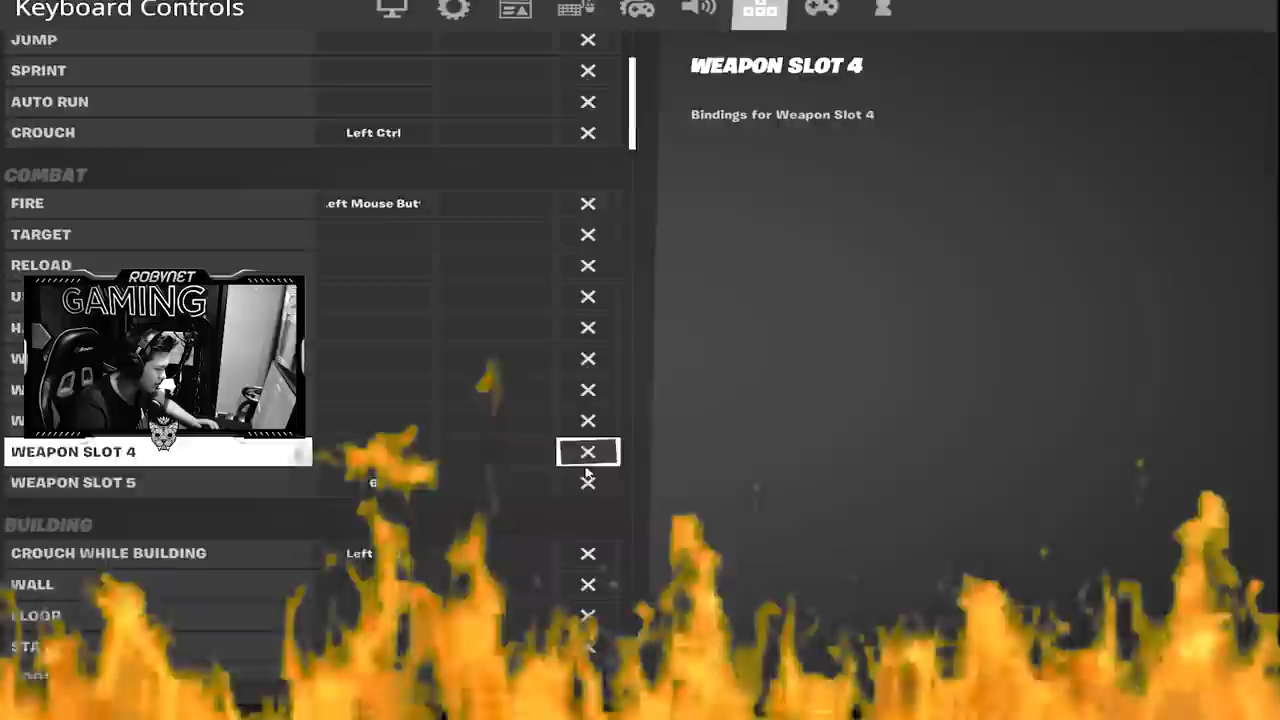 Keyboard Controls
JUMP
SPRINT
AUTO RUN
CROUCH Left Ctrl
COMBAT
FIRE .eft Mouse But
TARGET
RELOAD
ROBYNET
GAMING
WEAPON SLOT 4
WEAPON SLOT 5
BUILDING
CROUCH WHILE BUILDING Left
WALL
FLOOR
WEAPON SLOT 4
Bindings for Weapon Slot 4